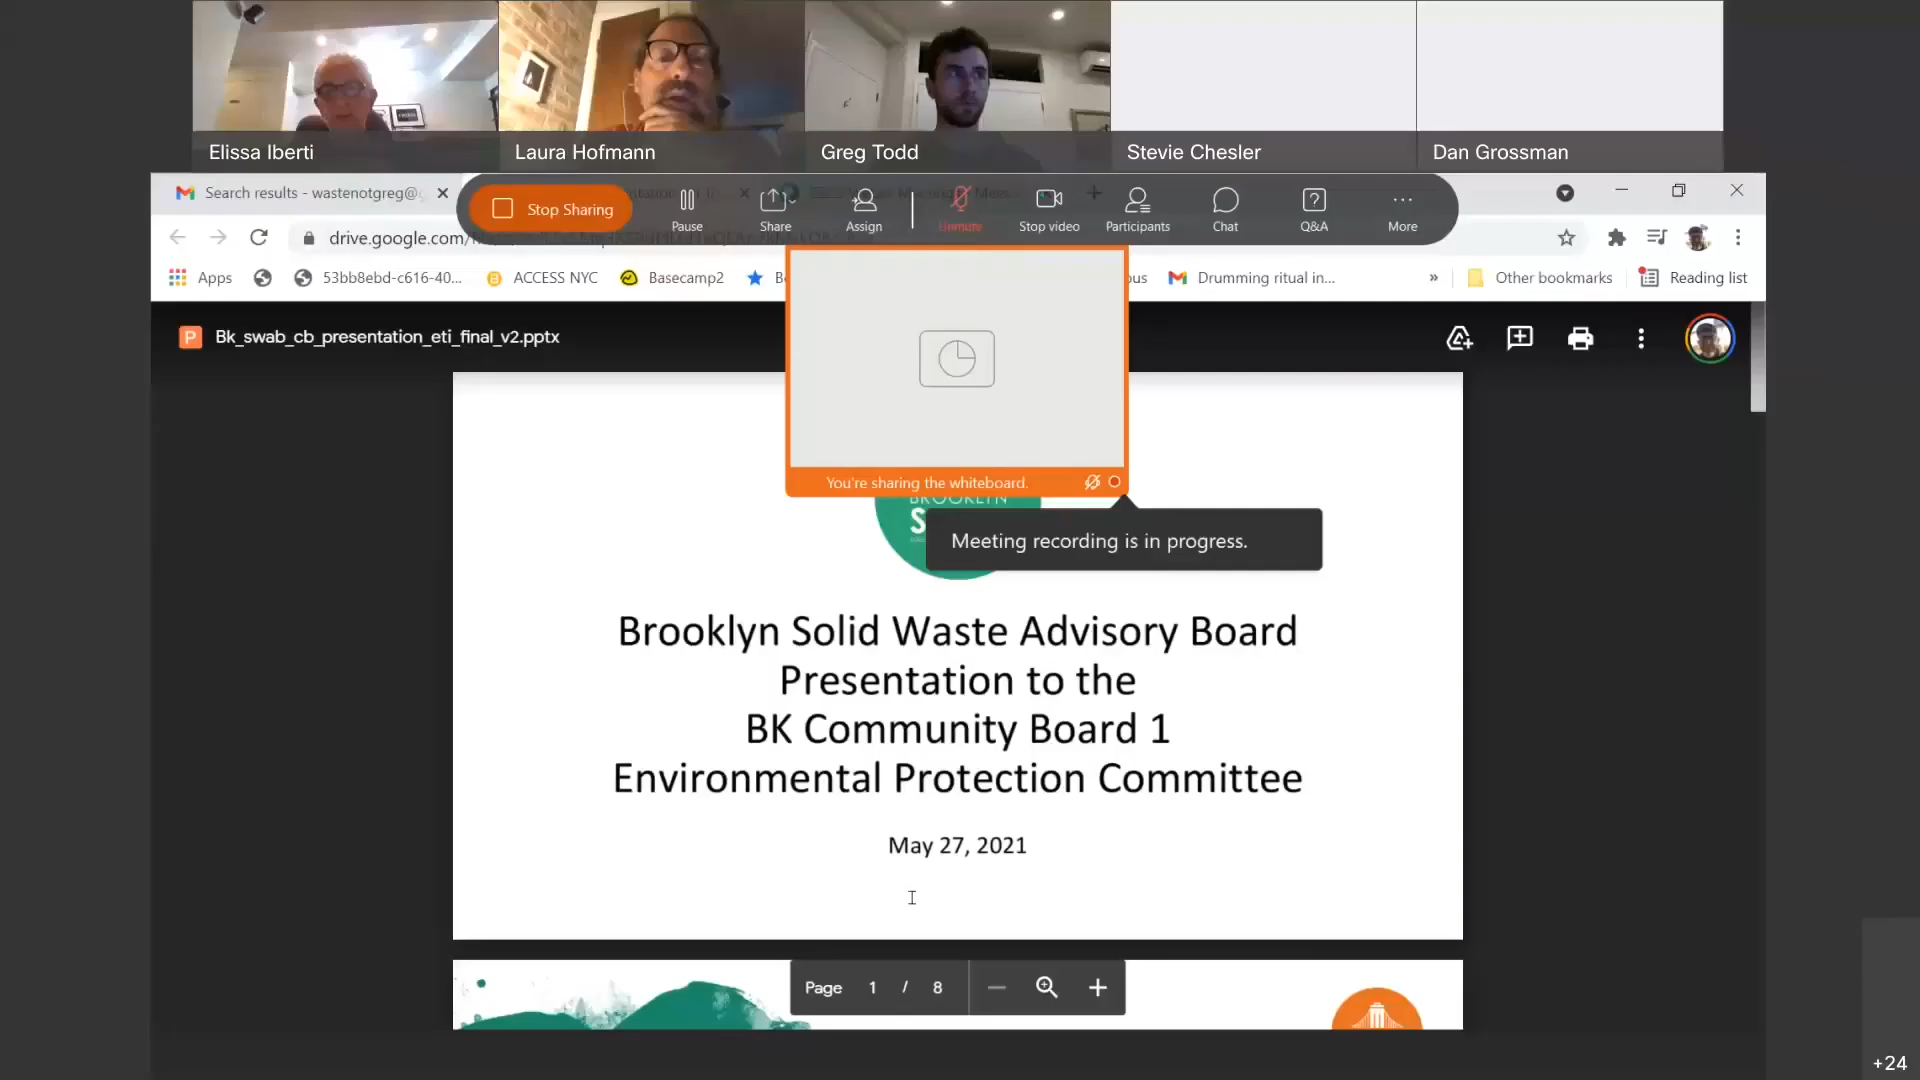 Elissa Iberti
Laura Hofmann
Greg Todd
Stevie Chesler
Dan Grossman
Search results - wastenotgreg@
Stop Sharing
Pause
Share
Assign
Unmute
Stop video
Participants
Chat
Q&A
More
drive.google.com/
Apps
53bb8ebd-c616-40...
ACCESS NYC
Basecamp2
Drumming ritual in...
»
Other bookmarks
Reading list
P
Bk_swab_cb_presentation_eti_final_v2.pptx
You're sharing the whiteboard.
BROOKLYN
Meeting recording is in progress.
Brooklyn Solid Waste Advisory Board
Presentation to the
BK Community Board 1
Environmental Protection Committee
May 27, 2021
Page 1 / 8
+24